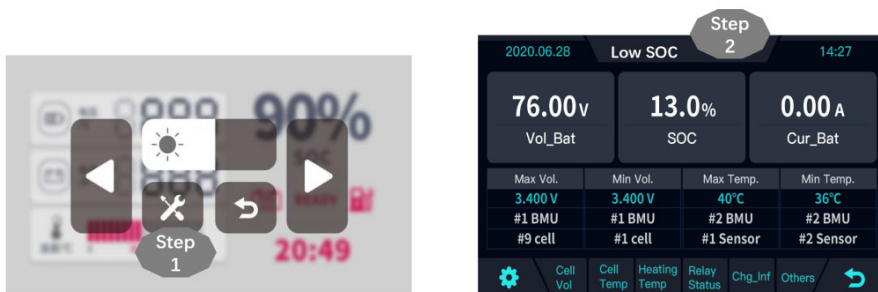 90%
SOC
READY
20:49
Step
1
Step
2
2020.06.28
Low SOC
14:27
76.00V
13.0%
0.00 A
Vol_Bat
SOC
Cur_Bat
Max Vol.
Min Vol.
Max Temp.
Min Temp.
3.400 V
3.400 V
40°C
36°C
#1 BMU
#1 BMU
#2 BMU
#2 BMU
#9 cell
#1 cell
#1 Sensor
#2 Sensor
Cell
Vol
Cell
Temp
Heating
Temp
Relay
Status
Chg_Inf
Others